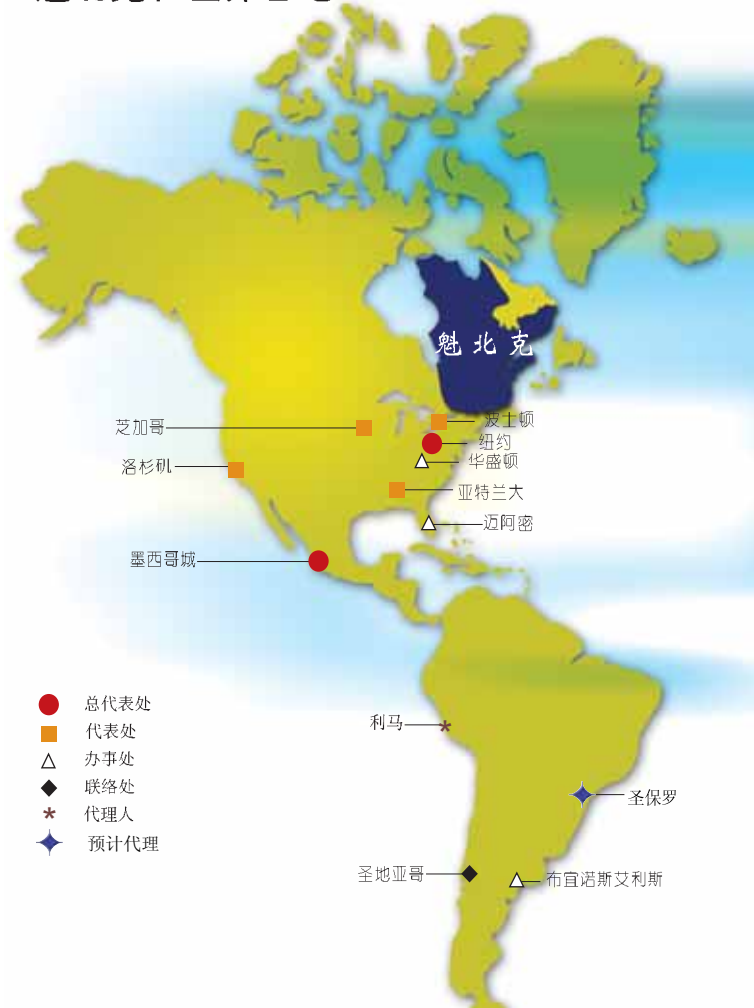 魁北克
芝加哥
波士顿
纽约
洛杉矶
华盛顿
亚特兰大
迈阿密
墨西哥城
总代表处
代表处
办事处
联络处
代理人
预计代理
利马
圣保罗
圣地亚哥
布宜诺斯艾利斯